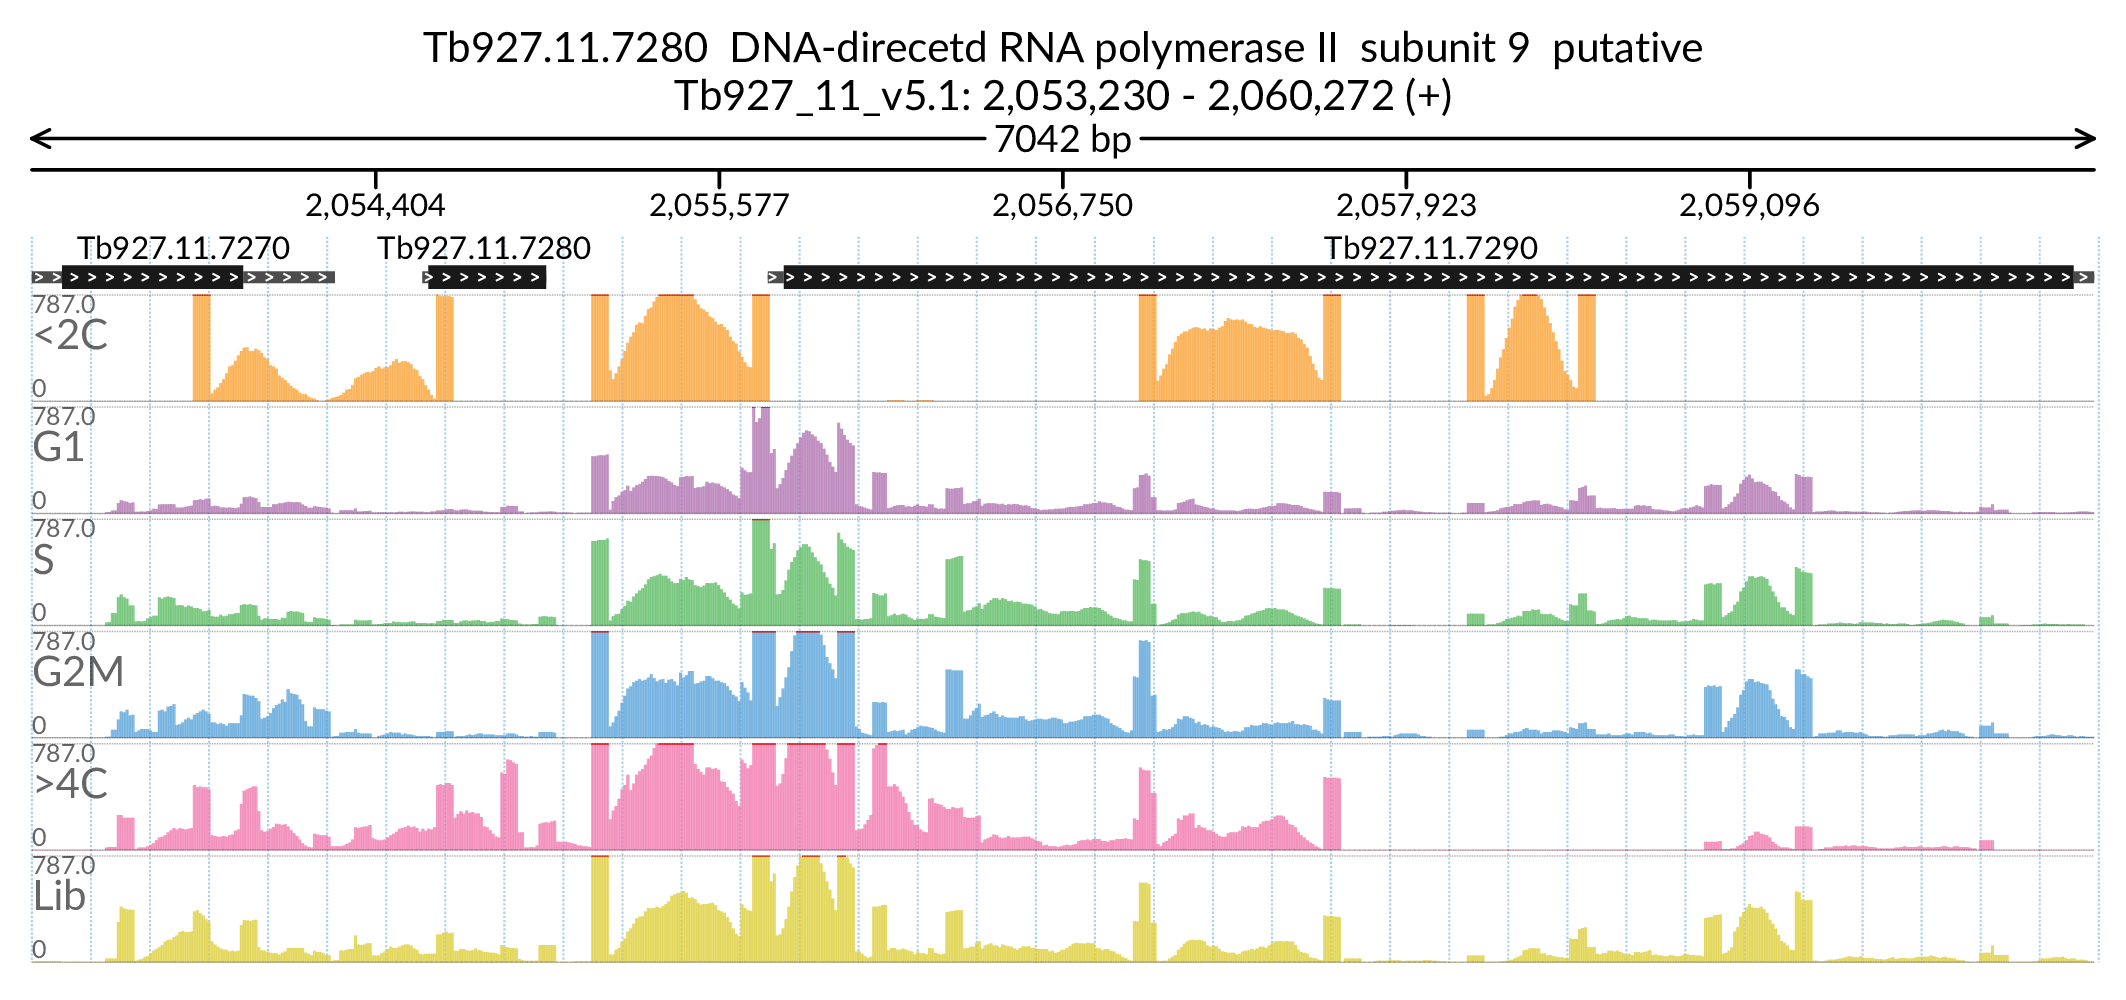 Tb927.11.7280 DNA-direcetd RNA polymerase II subunit 9 putative
Tb927_11_v5.1: 2,053,230 - 2,060,272 (+)
7042 bp
2,054,404 2,055,577 2,056,750 2,057,923 2,059,096
Tb927.11.7270 Tb927.11.7280 Tb927.11.7290
787.0
<2C
0
787.0
G1
0
787.0
S
0
787.0
G2M
0
787.0
>4C
0
787.0
Lib
0